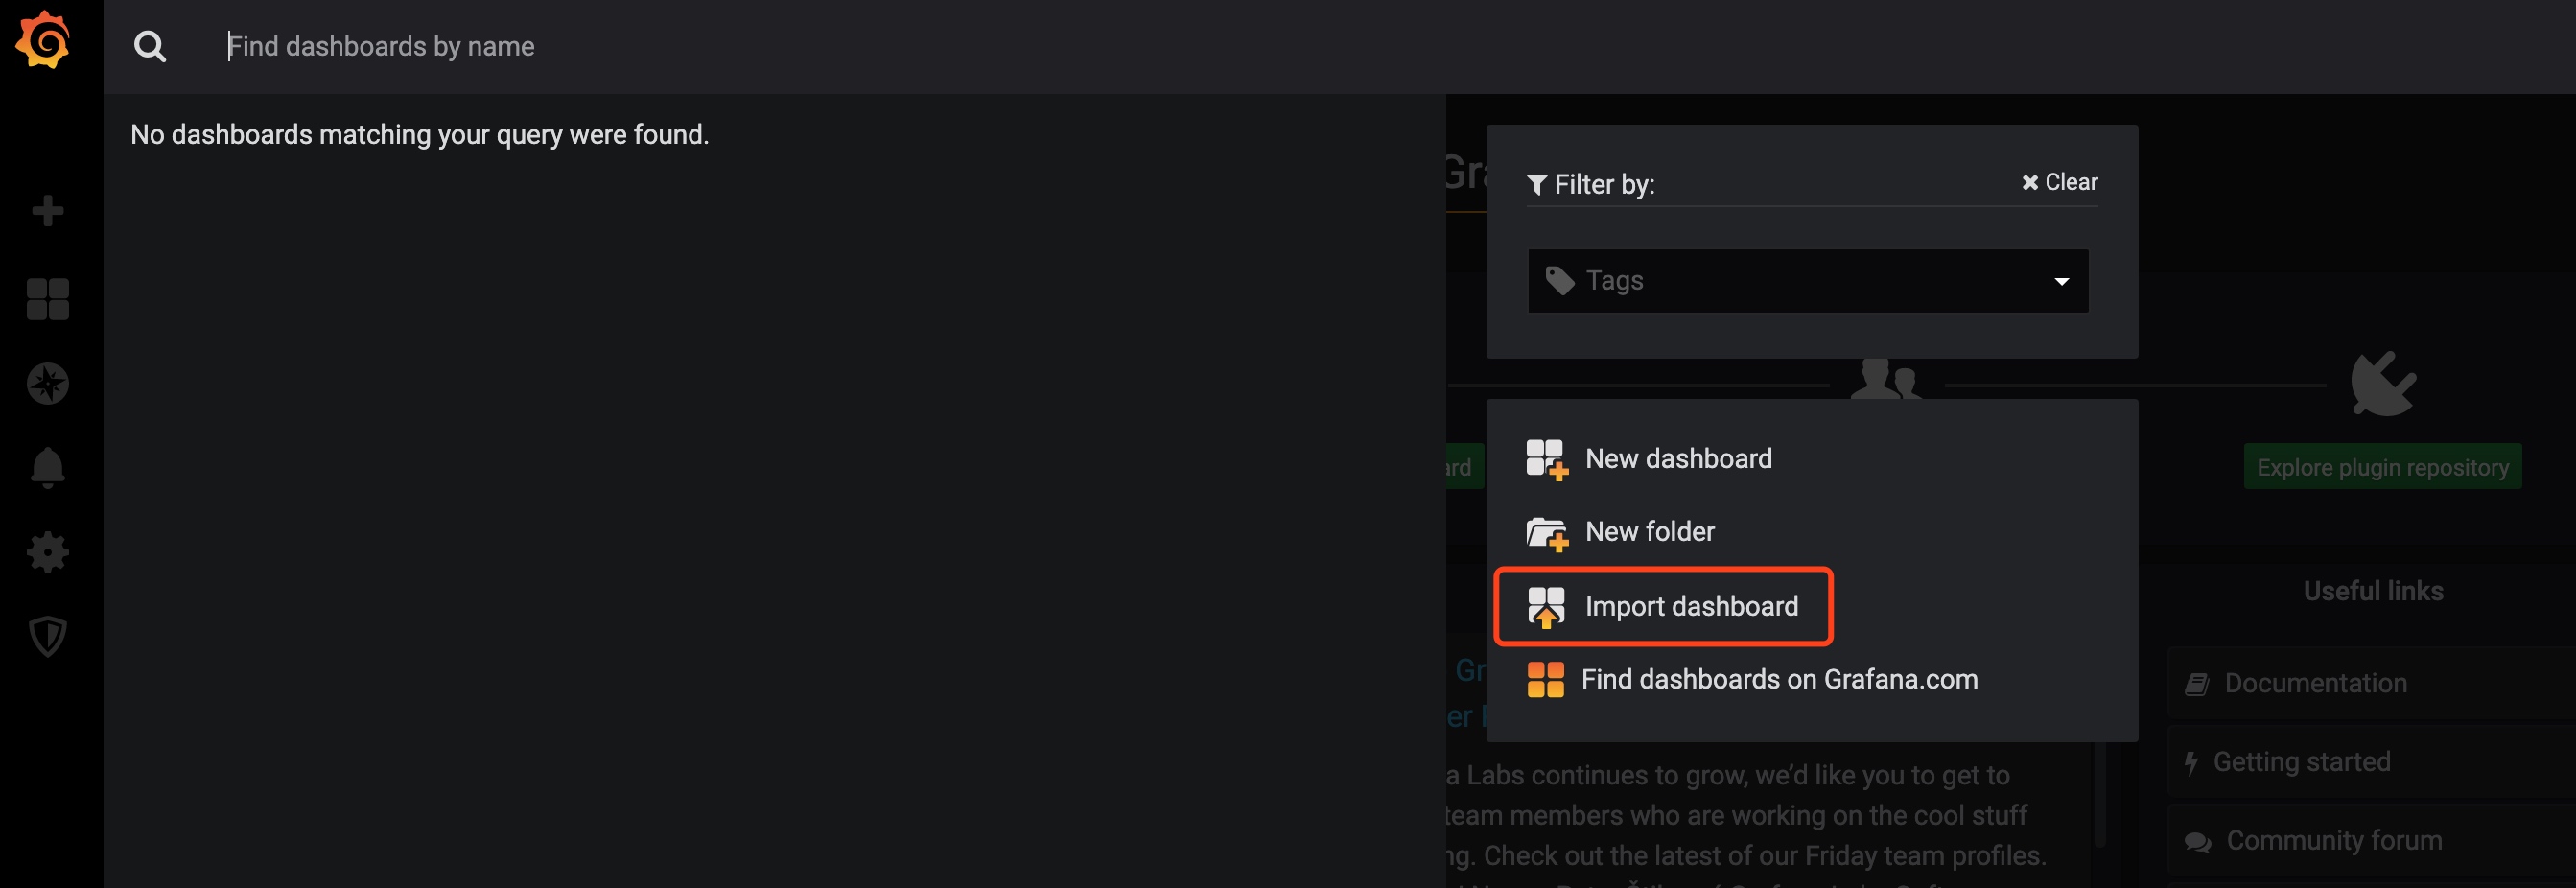 Find dashboards by name
No dashboards matching your query were found.
Gra
Filter by:
Clear
Tags
ard
Explore plugin repository
New dashboard
New folder
Import dashboard
Find dashboards on Grafana.com
Gr
er
a Labs continues to grow, we'd like you to get to
team members who are working on the cool stuff
ng. Check out the latest of our Friday team profiles.
Useful links
Documentation
Getting started
Community forum